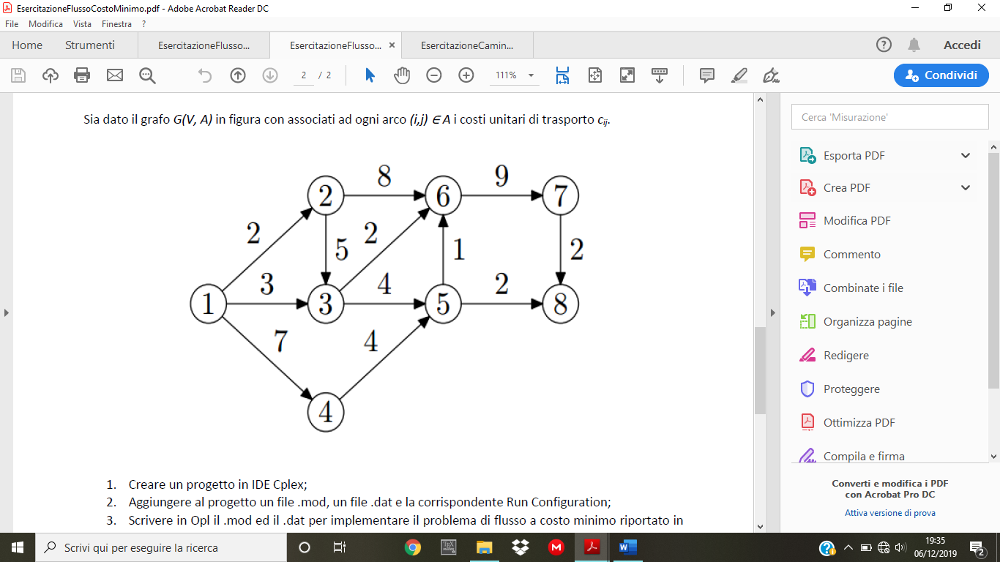 EsercitazioneFlussoCostoMinimo.pdf - Adobe Acrobat Reader DC
File Modifica Vista Finestra ?
Home Strumenti EsercitazioneFlusso... EsercitazioneFlusso... × EsercitazioneCamin... Accedi
2 / 2 111% Condividi
Sia dato il grafo G(V, A) in figura con associati ad ogni arco (i,j) ∈ A i costi unitari di trasporto cij.
8 9
2 6 7
2 5 2 1 2
3 4 2
1 3 5 8
7 4
4
1. Creare un progetto in IDE Cplex;
2. Aggiungere al progetto un file .mod, un file .dat e la corrispondente Run Configuration;
3. Scrivere in Opl il .mod ed il .dat per implementare il problema di flusso a costo minimo riportato in
Cerca 'Misurazione'
Esporta PDF
Crea PDF
Modifica PDF
Commento
Combinate i file
Organizza pagine
Redigere
Proteggere
Ottimizza PDF
Compila e firma
Converti e modifica i PDF
con Acrobat Pro DC
Attiva versione di prova
Scrivi qui per eseguire la ricerca
19:35
06/12/2019
2